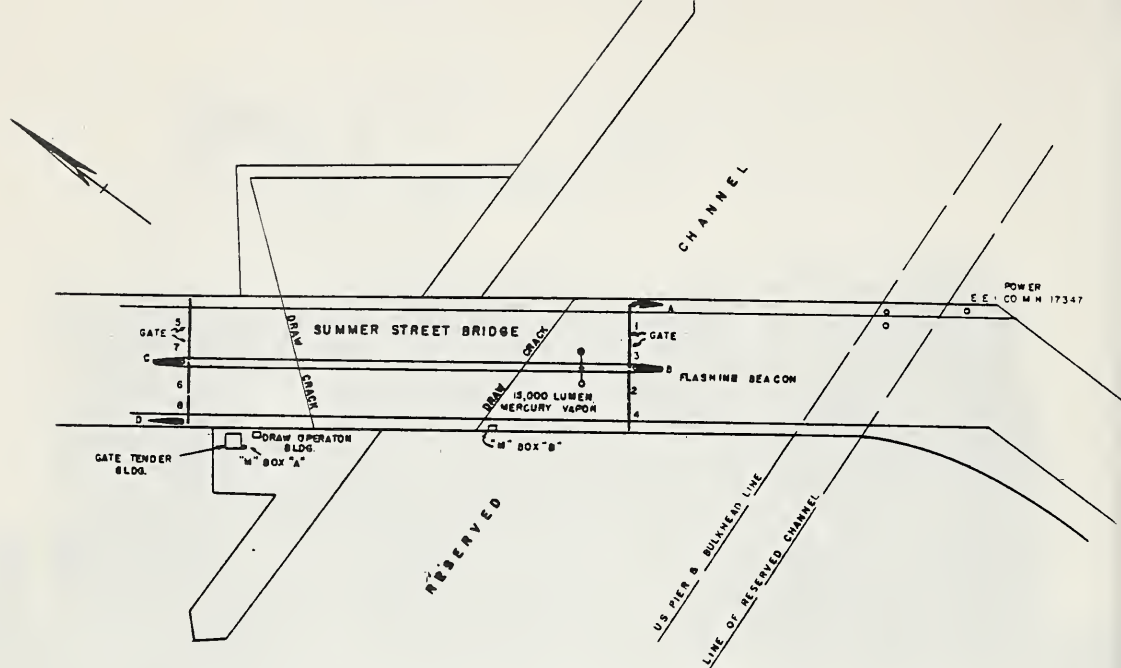 CHANNEL
POWER
E.E. CO M H 17347
A
5
GATE
7
C
6
8
D
DRAW
CRACK
SUMMER STREET BRIDGE
DRAW
CRACK
1
GATE
3
B
FLASHING BEACON
2
4
15,000 LUMEN
MERCURY VAPOR
DRAW OPERATOR
BLDG.
GATE TENDER
BLDG.
"M" BOX "A"
"M" BOX "B"
RESERVED
US PIER & BULKHEAD LINE
LINE OF RESERVED CHANNEL